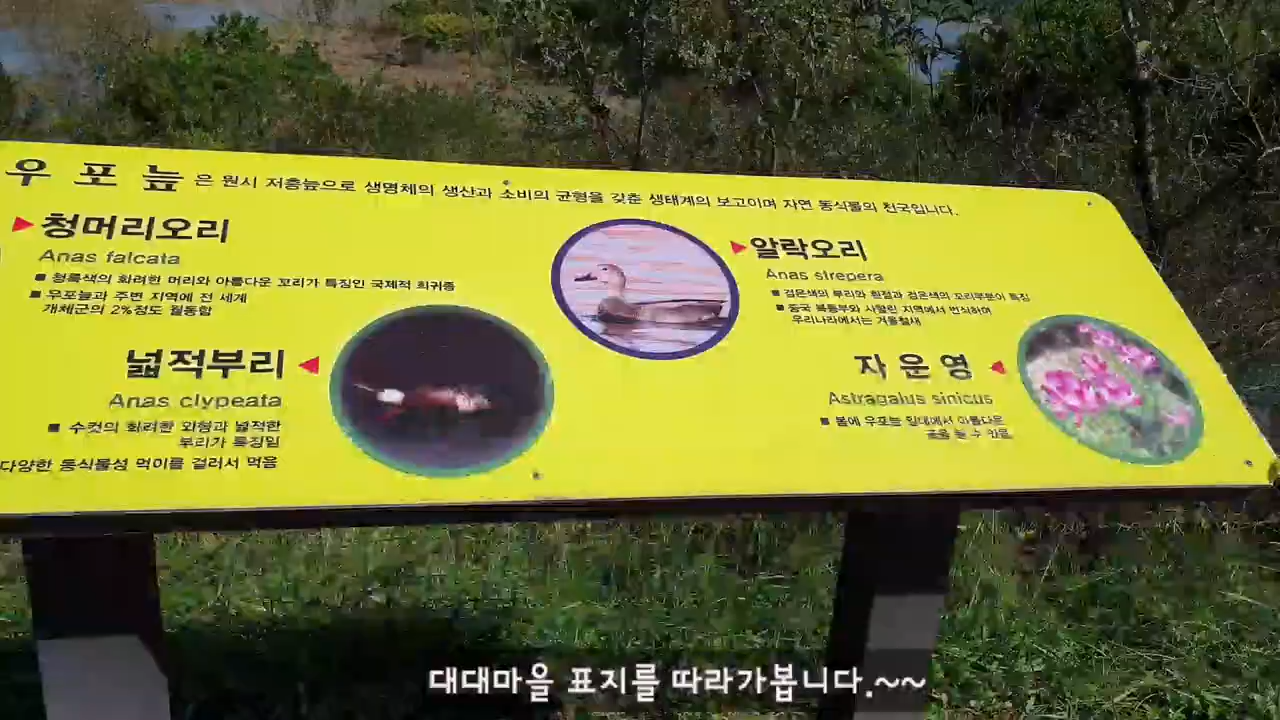 우포늪은 원시 저층늪으로 생명체의 생산과 소비의 균형을 갖춘 생태계의 보고이며 자연 동식물의 천국입니다.
청머리오리
Anas falcata
■ 청록색의 화려한 머리와 아름다운 꼬리가 특징인 국제적 희귀종
■ 우포늪과 주변 지역에 전 세계
개체군의 2%정도 월동함
넓적부리
Anas clypeata
■ 수컷의 화려한 외형과 넓적한
부리가 특징임
다양한 동식물성 먹이를 걸러서 먹음
알락오리
Anas strepera
■ 검은색의 부리와 흰점과 검은색의 꼬리부분이 특징
■ 중국 북동부와 시베리 지역에서 번식하며
우리나라에서는 겨울철새
자운영
Astragalus sinicus
■ 봄에 우포늪 일대에서 아름다운
꽃을 볼 수 있음
대대마을 표지를 따라가봅니다.~~